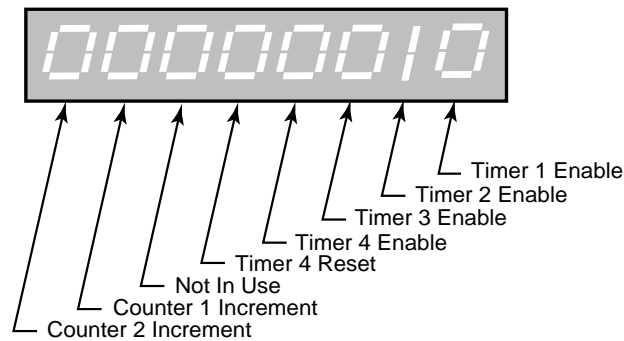 00000010
Timer 1 Enable
Timer 2 Enable
Timer 3 Enable
Timer 4 Enable
Timer 4 Reset
Not In Use
Counter 1 Increment
Counter 2 Increment